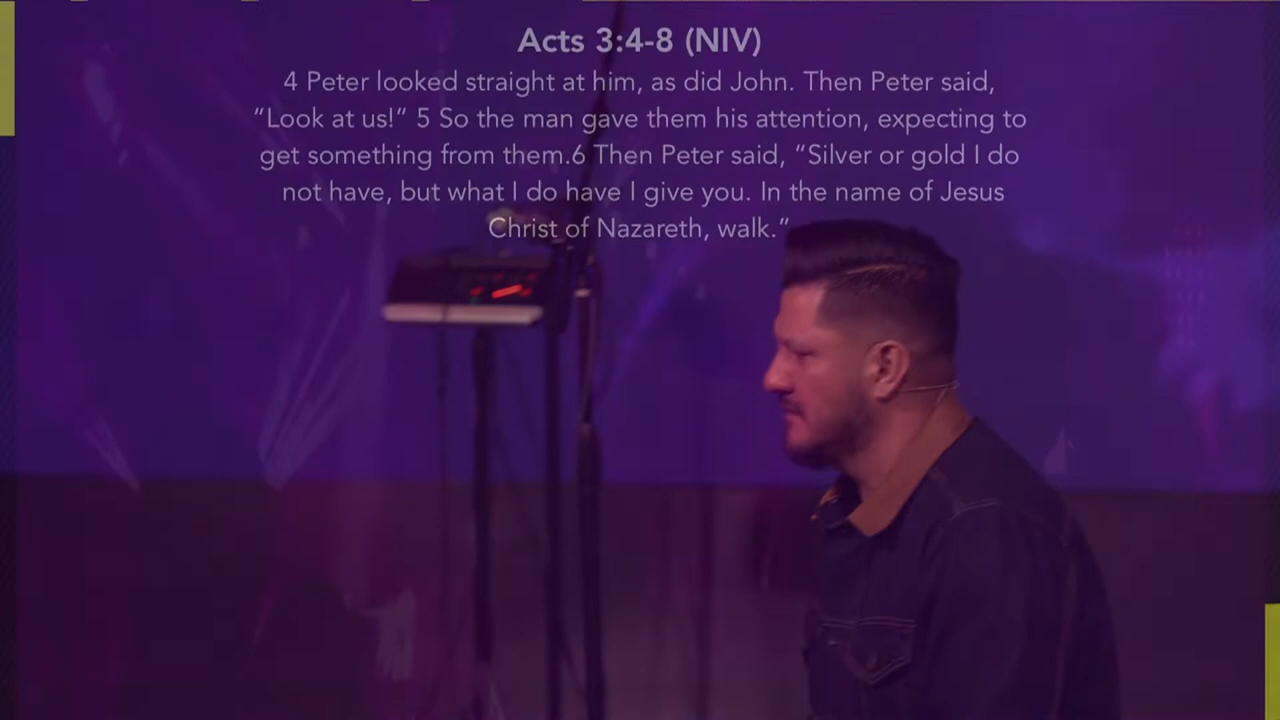 Acts 3:4-8 (NIV)
4 Peter looked straight at him, as did John. Then Peter said,
“Look at us!“ 5 So the man gave them his attention, expecting to
get something from them.6 Then Peter said, “Silver or gold I do
not have, but what I do have I give you. In the name of Jesus
Christ of Nazareth, walk.”